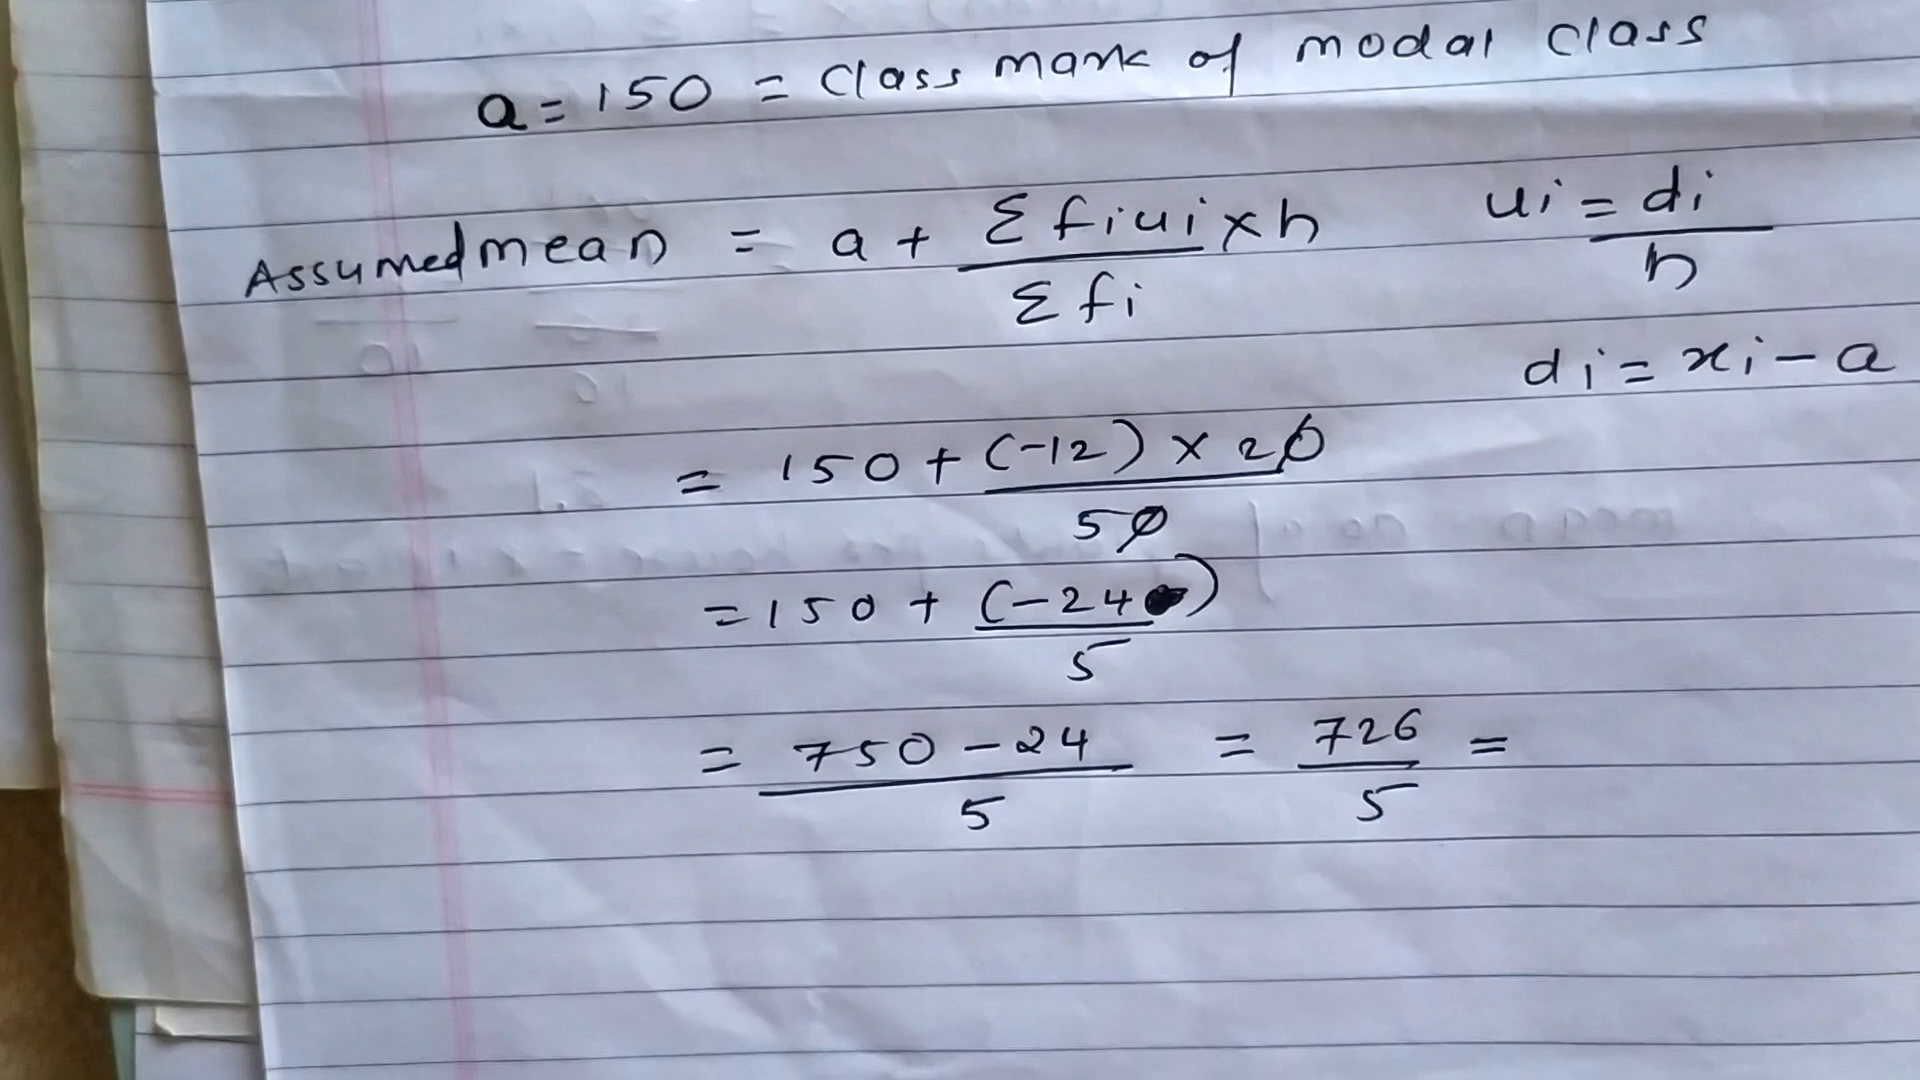 a = 150 = Class mark of modal class
Assumed mean = a + Σfiui × h / Σfi    ui = di / h
di = xi - a
= 150 + (-12) × 20 / 50
= 150 + (-24) / 5
= 750 - 24 / 5 = 726 / 5 =